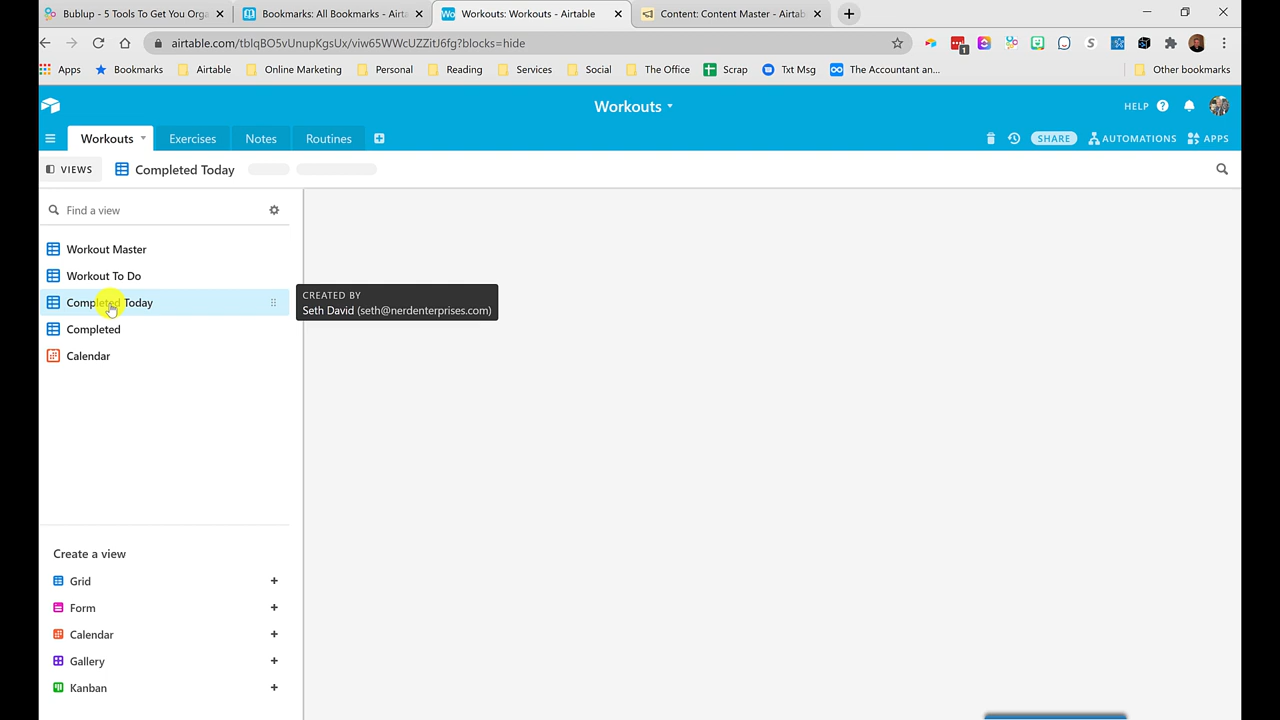 Bublup - 5 Tools To Get You Orga
Bookmarks: All Bookmarks - Airta
Wo Workouts: Workouts - Airtable
Content: Content Master - Airtab
airtable.com/tblqBO5vUnupKgsUx/viw65WWcUZZitJ6fg?blocks=hide
1
Apps
Bookmarks
Airtable
Online Marketing
Personal
Reading
Services
Social
The Office
Scrap
Txt Msg
The Accountant an...
Other bookmarks
Workouts
HELP
Workouts
Exercises
Notes
Routines
SHARE
AUTOMATIONS
APPS
VIEWS
Completed Today
Find a view
Workout Master
Workout To Do
Completed Today
CREATED BY
Seth David (seth@nerdenterprises.com)
Completed
Calendar
Create a view
Grid
Form
Calendar
Gallery
Kanban